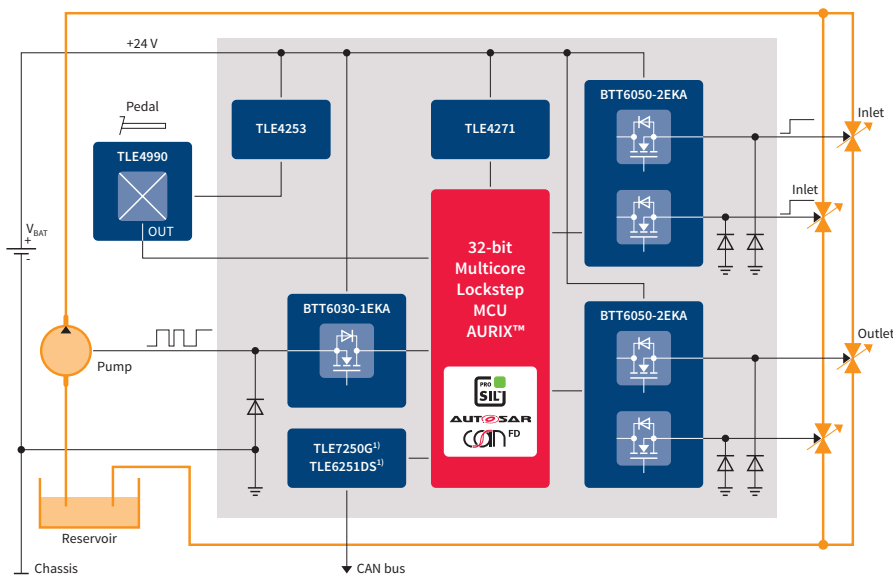 +24 V
BTT6050-2EKA
Pedal
TLE4253
TLE4271
Inlet
TLE4990
Inlet
VBAT
+
-
OUT
32-bit
Multicore
Lockstep
MCU
AURIX™
BTT6030-1EKA
BTT6050-2EKA
Outlet
Pump
PRO
SIL™
AUTOSAR
CAN FD
TLE7250G1)
TLE6251DS1)
Reservoir
Chassis
CAN bus